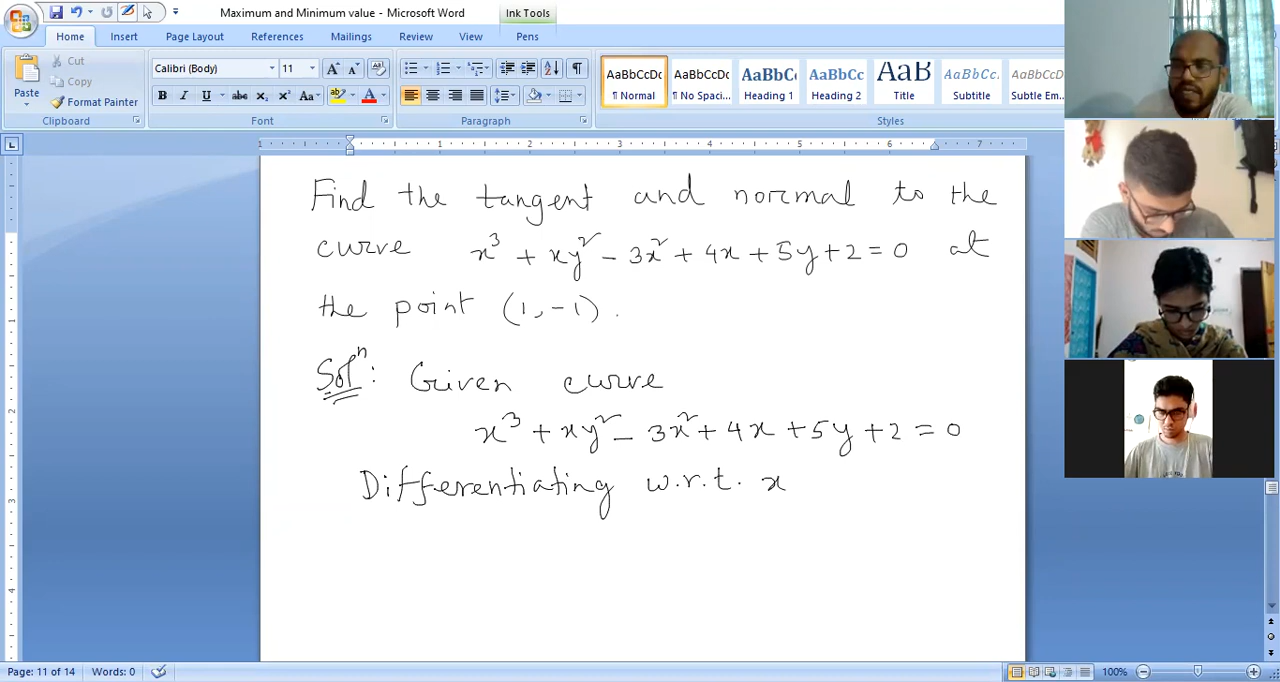 Maximum and Minimum value - Microsoft Word
Ink Tools
Home Insert Page Layout References Mailings Review View Pens
Paste
Cut
Copy
Format Painter
Clipboard
Calibri (Body) 11
Font
Paragraph
AaBbCcDc AaBbCcDc AaBbCc AaBbCc AaB AaBbCc. AaBbCcDc
¶ Normal ¶ No Spaci... Heading 1 Heading 2 Title Subtitle Subtle Em...
Styles
Find the tangent and normal to the
curve x³ + xy² - 3x² + 4x + 5y + 2 = 0 at
the point (1, -1).
Solⁿ: Given curve
x³ + xy² - 3x² + 4x + 5y + 2 = 0
Differentiating w.r.t. x
Page: 11 of 14 Words: 0 100%